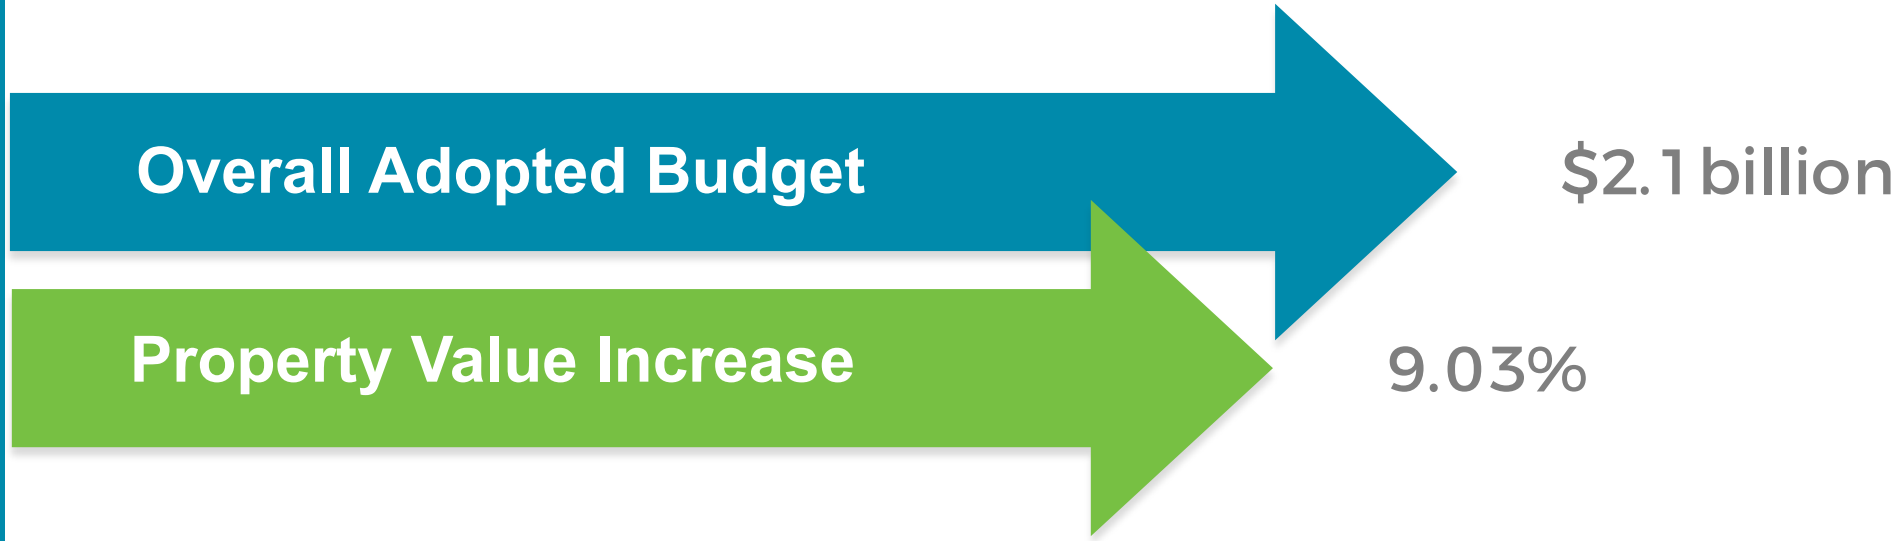 Overall Adopted Budget
$2.1 billion
Property Value Increase
9.03%